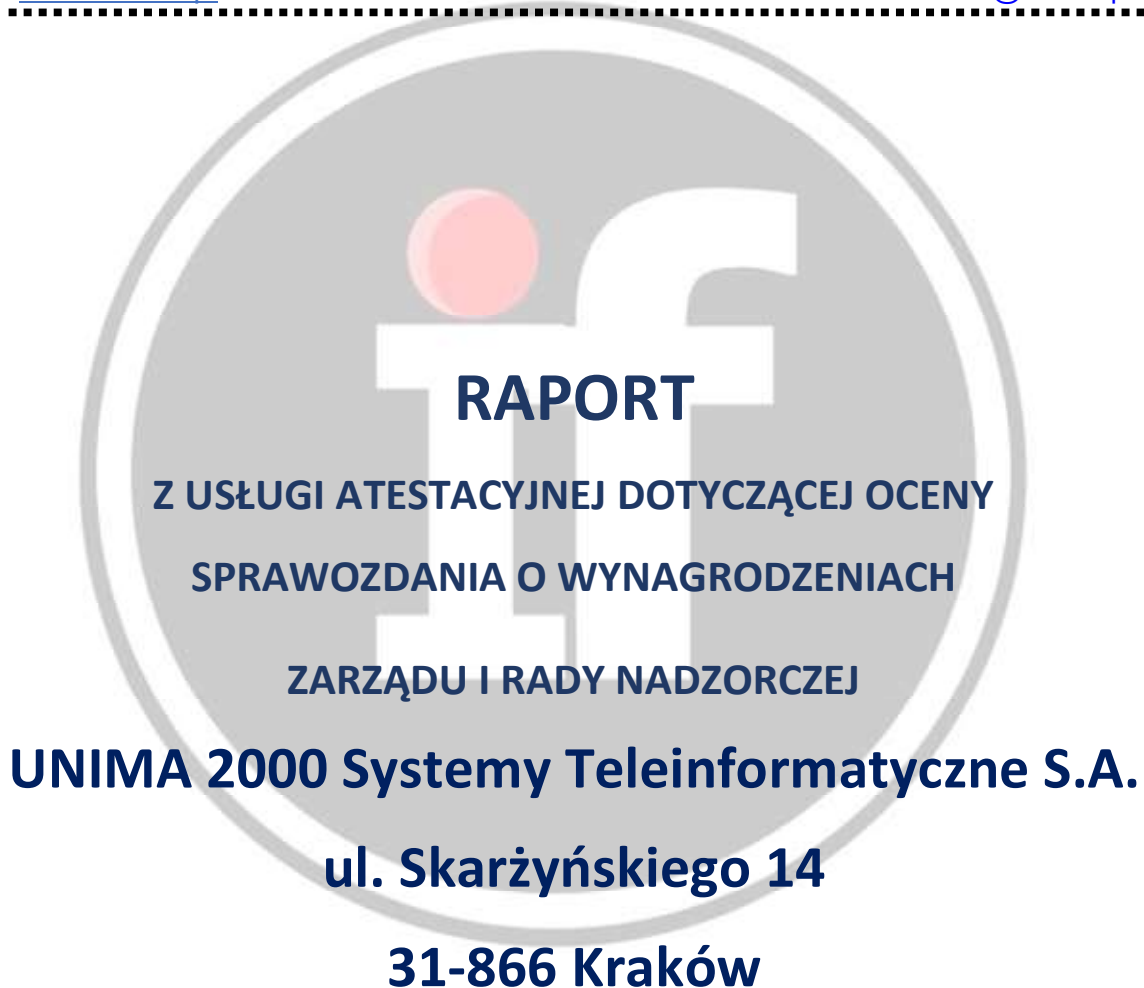 RAPORT
Z USŁUGI ATESTACYJNEJ DOTYCZĄCEJ OCENY
SPRAWOZDANIA O WYNAGRODZENIACH
ZARZĄDU I RADY NADZORCZEJ
UNIMA 2000 Systemy Teleinformatyczne S.A.
ul. Skarżyńskiego 14
31-866 Kraków
if